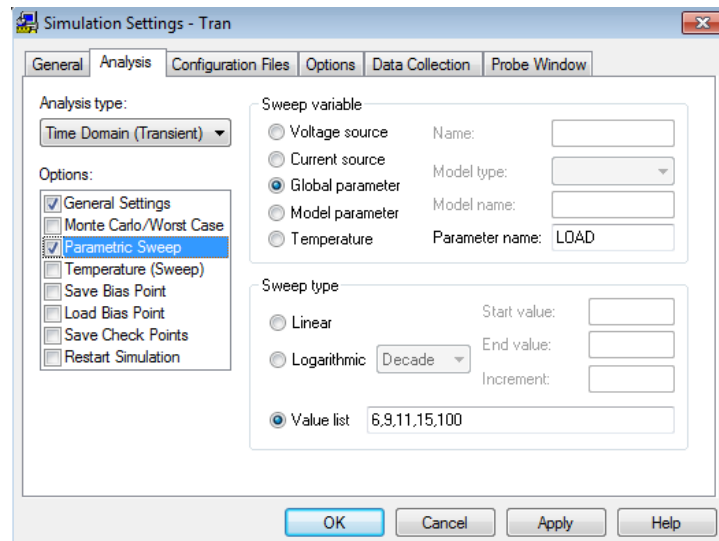 Simulation Settings - Tran
General Analysis Configuration Files Options Data Collection Probe Window
Analysis type:
Time Domain (Transient)
Options:
General Settings
Monte Carlo/Worst Case
Parametric Sweep
Temperature (Sweep)
Save Bias Point
Load Bias Point
Save Check Points
Restart Simulation
Sweep variable
Voltage source
Current source
Global parameter
Model parameter
Temperature
Name:
Model type:
Model name:
Parameter name: LOAD
Sweep type
Linear
Logarithmic Decade
Start value:
End value:
Increment:
Value list 6,9,11,15,100
OK Cancel Apply Help